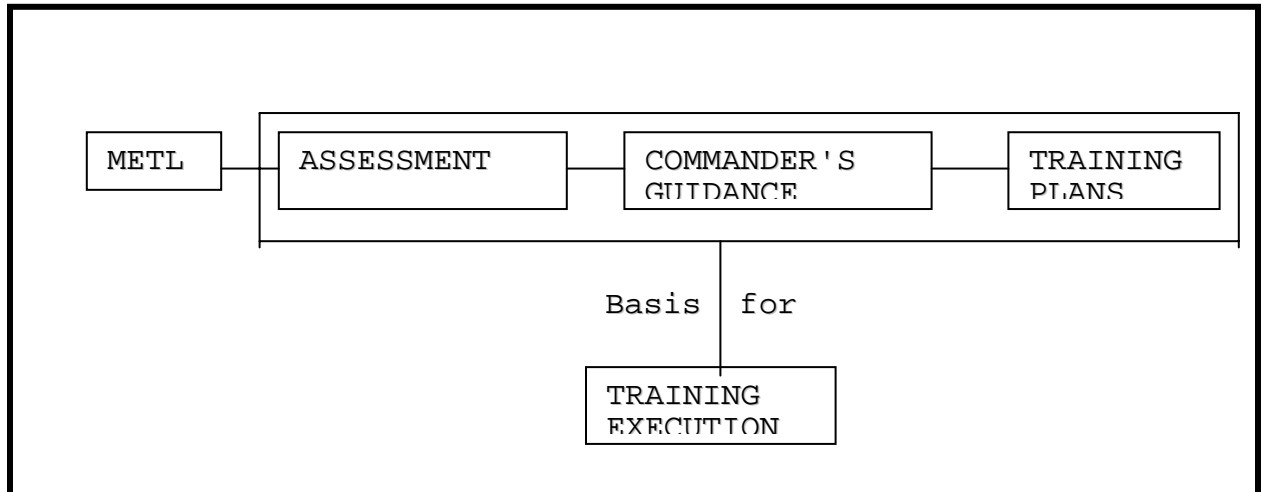 METL
ASSESSMENT
COMMANDER'S
GUIDANCE
TRAINING
PLANS
Basis for
TRAINING
EXECUTION